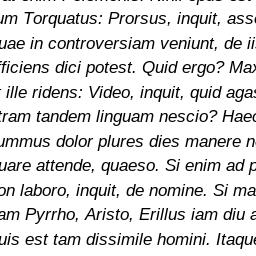 um Torquatus: Prorsus, inquit, ass
uae in controversiam veniunt, de ii
fficiens dici potest. Quid ergo? Max
ille ridens: Video, inquit, quid aga
tram tandem linguam nescio? Haec
ummus dolor plures dies manere n
uare attende, quaeso. Si enim ad p
on laboro, inquit, de nomine. Si ma
am Pyrrho, Aristo, Erillus iam diu a
uis est tam dissimile homini. Itaque